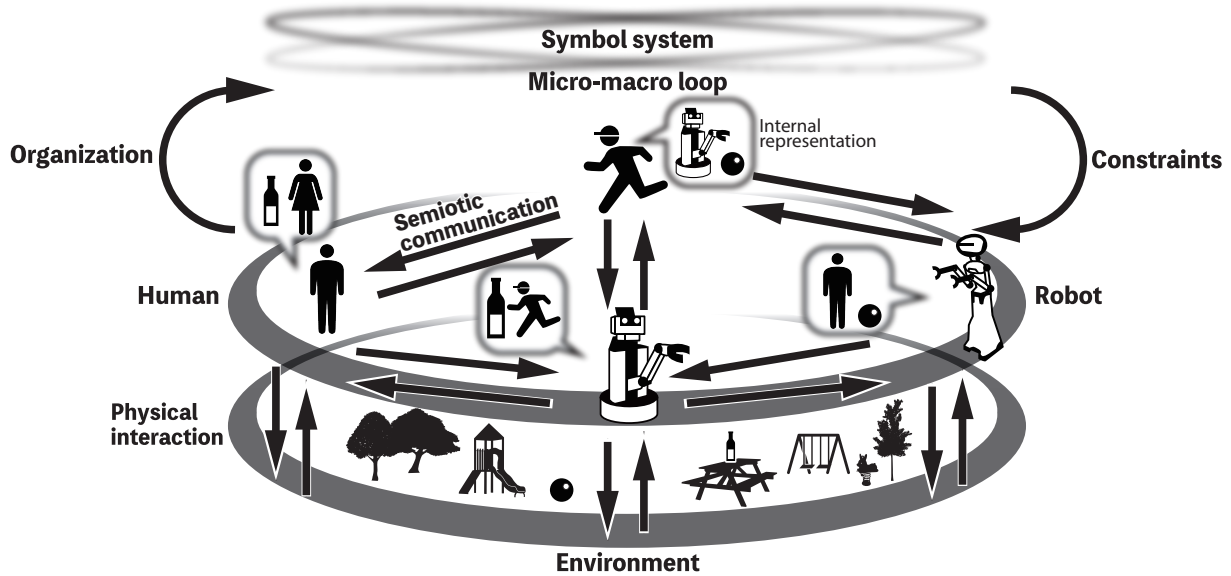 Symbol system
Micro-macro loop
Internal
representation
Organization
Constraints
Semiotic
communication
Human
Robot
Physical
interaction
Environment